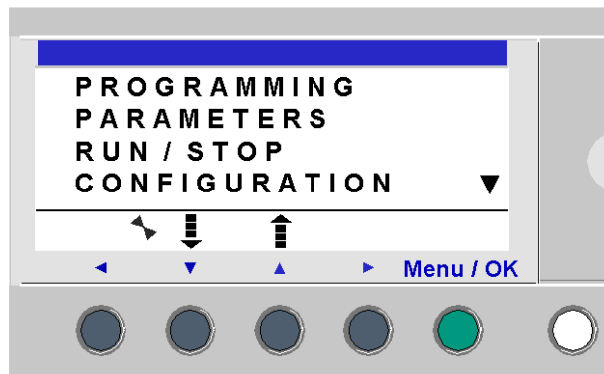 PROGRAMMING
PARAMETERS
RUN / STOP
CONFIGURATION
Menu / OK